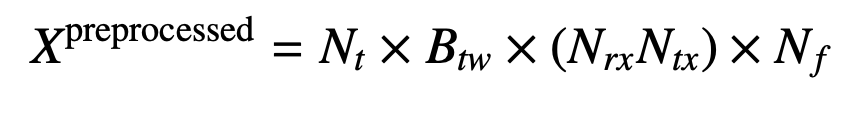 X^preprocessed = N_t × B_tw × (N_rx N_tx) × N_f